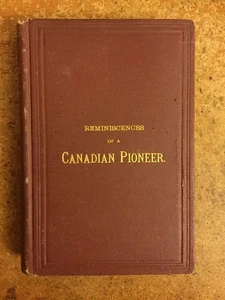 REMINISCENCES
OF A
CANADIAN PIONEER.